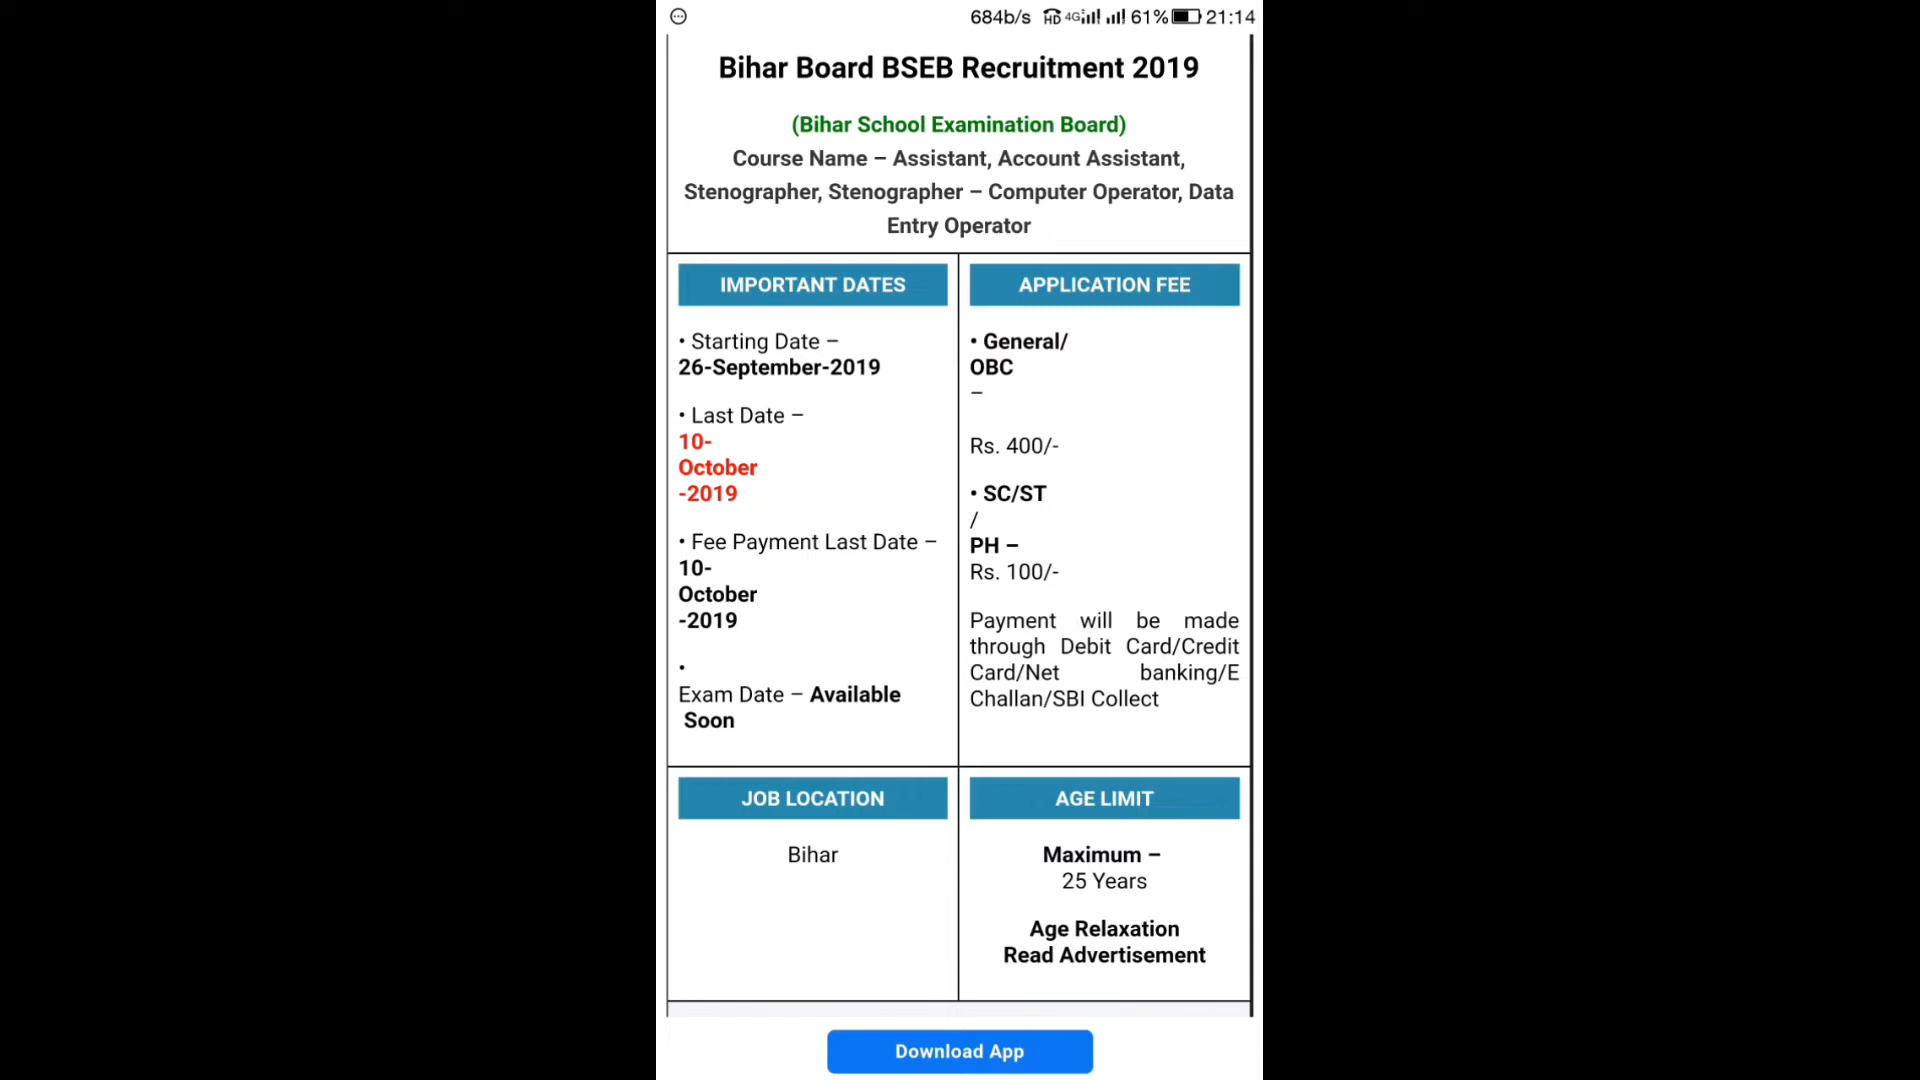 684b/s HD 4G 61% 21:14
Bihar Board BSEB Recruitment 2019
(Bihar School Examination Board)
Course Name – Assistant, Account Assistant,
Stenographer, Stenographer – Computer Operator, Data
Entry Operator
IMPORTANT DATES
• Starting Date –
26-September-2019
• Last Date –
10-
October
-2019
• Fee Payment Last Date –
10-
October
-2019
•
Exam Date – Available
Soon
APPLICATION FEE
• General/
OBC
–
Rs. 400/-
• SC/ST
/
PH –
Rs. 100/-
Payment will be made
through Debit Card/Credit
Card/Net banking/E
Challan/SBI Collect
JOB LOCATION
Bihar
AGE LIMIT
Maximum –
25 Years
Age Relaxation
Read Advertisement
Download App